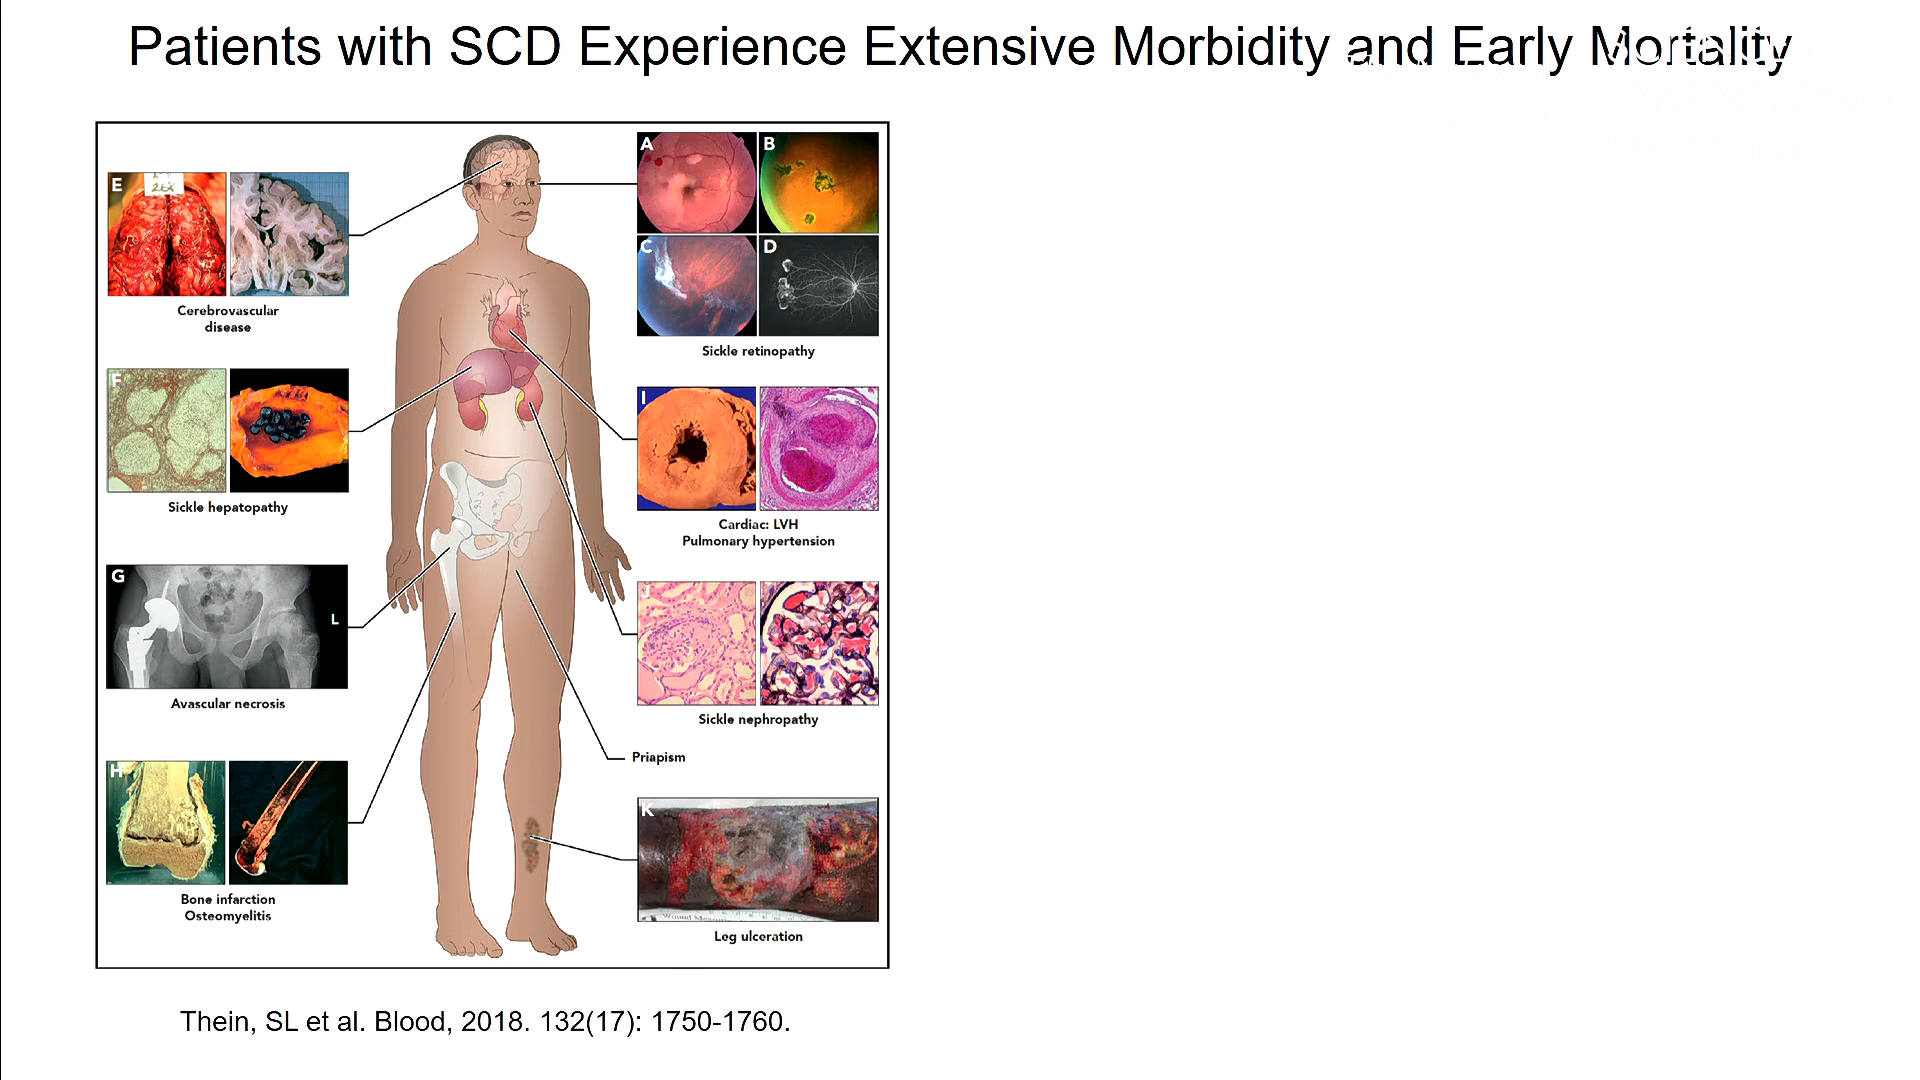 Patients with SCD Experience Extensive Morbidity and Early Mortality
A
B
C
D
Sickle retinopathy
E
Cerebrovascular
disease
F
Sickle hepatopathy
I
Cardiac: LVH
Pulmonary hypertension
G
L
Avascular necrosis
J
Sickle nephropathy
Priapism
H
Bone infarction
Osteomyelitis
K
Leg ulceration
Thein, SL et al. Blood, 2018. 132(17): 1750-1760.